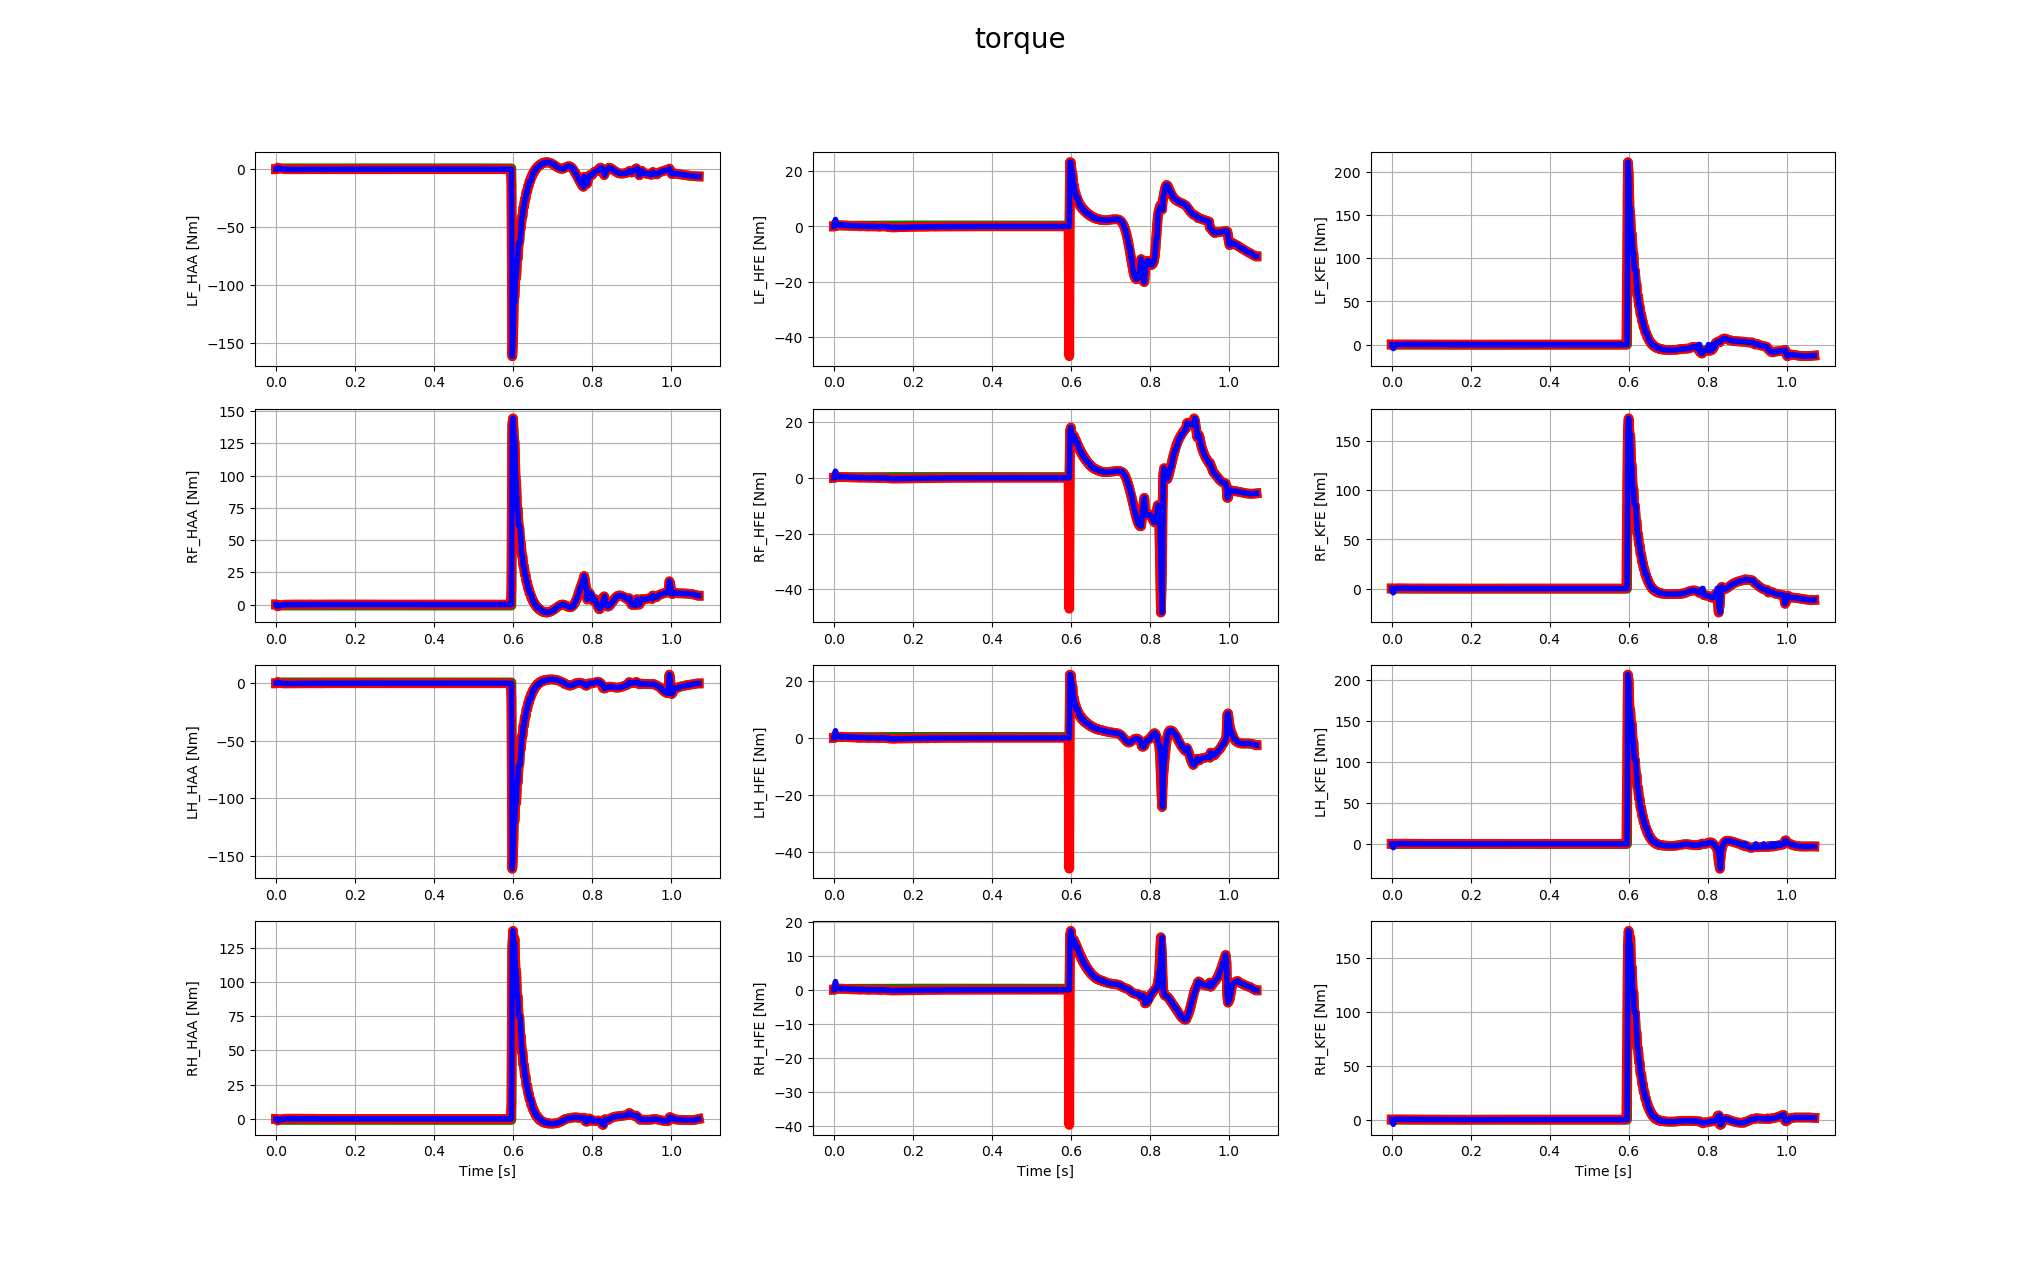 torque
LF_HAA [Nm]
0
−50
−100
−150
0.0 0.2 0.4 0.6 0.8 1.0
LF_HFE [Nm]
20
0
−20
−40
0.0 0.2 0.4 0.6 0.8 1.0
LF_KFE [Nm]
200
150
100
50
0
0.0 0.2 0.4 0.6 0.8 1.0
RF_HAA [Nm]
150
125
100
75
50
25
0
0.0 0.2 0.4 0.6 0.8 1.0
RF_HFE [Nm]
20
0
−20
−40
0.0 0.2 0.4 0.6 0.8 1.0
RF_KFE [Nm]
150
100
50
0
0.0 0.2 0.4 0.6 0.8 1.0
LH_HAA [Nm]
0
−50
−100
−150
0.0 0.2 0.4 0.6 0.8 1.0
LH_HFE [Nm]
20
0
−20
−40
0.0 0.2 0.4 0.6 0.8 1.0
LH_KFE [Nm]
200
150
100
50
0
0.0 0.2 0.4 0.6 0.8 1.0
RH_HAA [Nm]
125
100
75
50
25
0
0.0 0.2 0.4 0.6 0.8 1.0
Time [s]
RH_HFE [Nm]
20
10
0
−10
−20
−30
−40
0.0 0.2 0.4 0.6 0.8 1.0
Time [s]
RH_KFE [Nm]
150
100
50
0
0.0 0.2 0.4 0.6 0.8 1.0
Time [s]